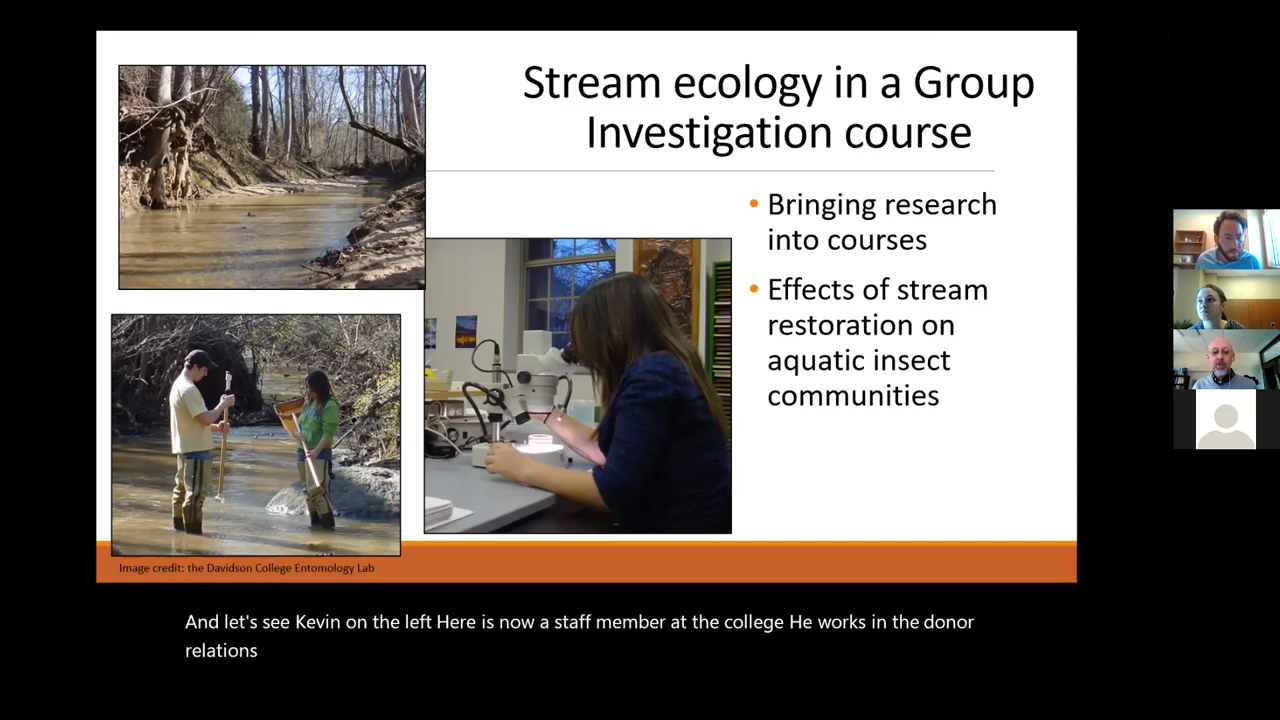 Stream ecology in a Group
Investigation course
• Bringing research
into courses
• Effects of stream
restoration on
aquatic insect
communities
Image credit: the Davidson College Entomology Lab
And let's see Kevin on the left Here is now a staff member at the college He works in the donor
relations